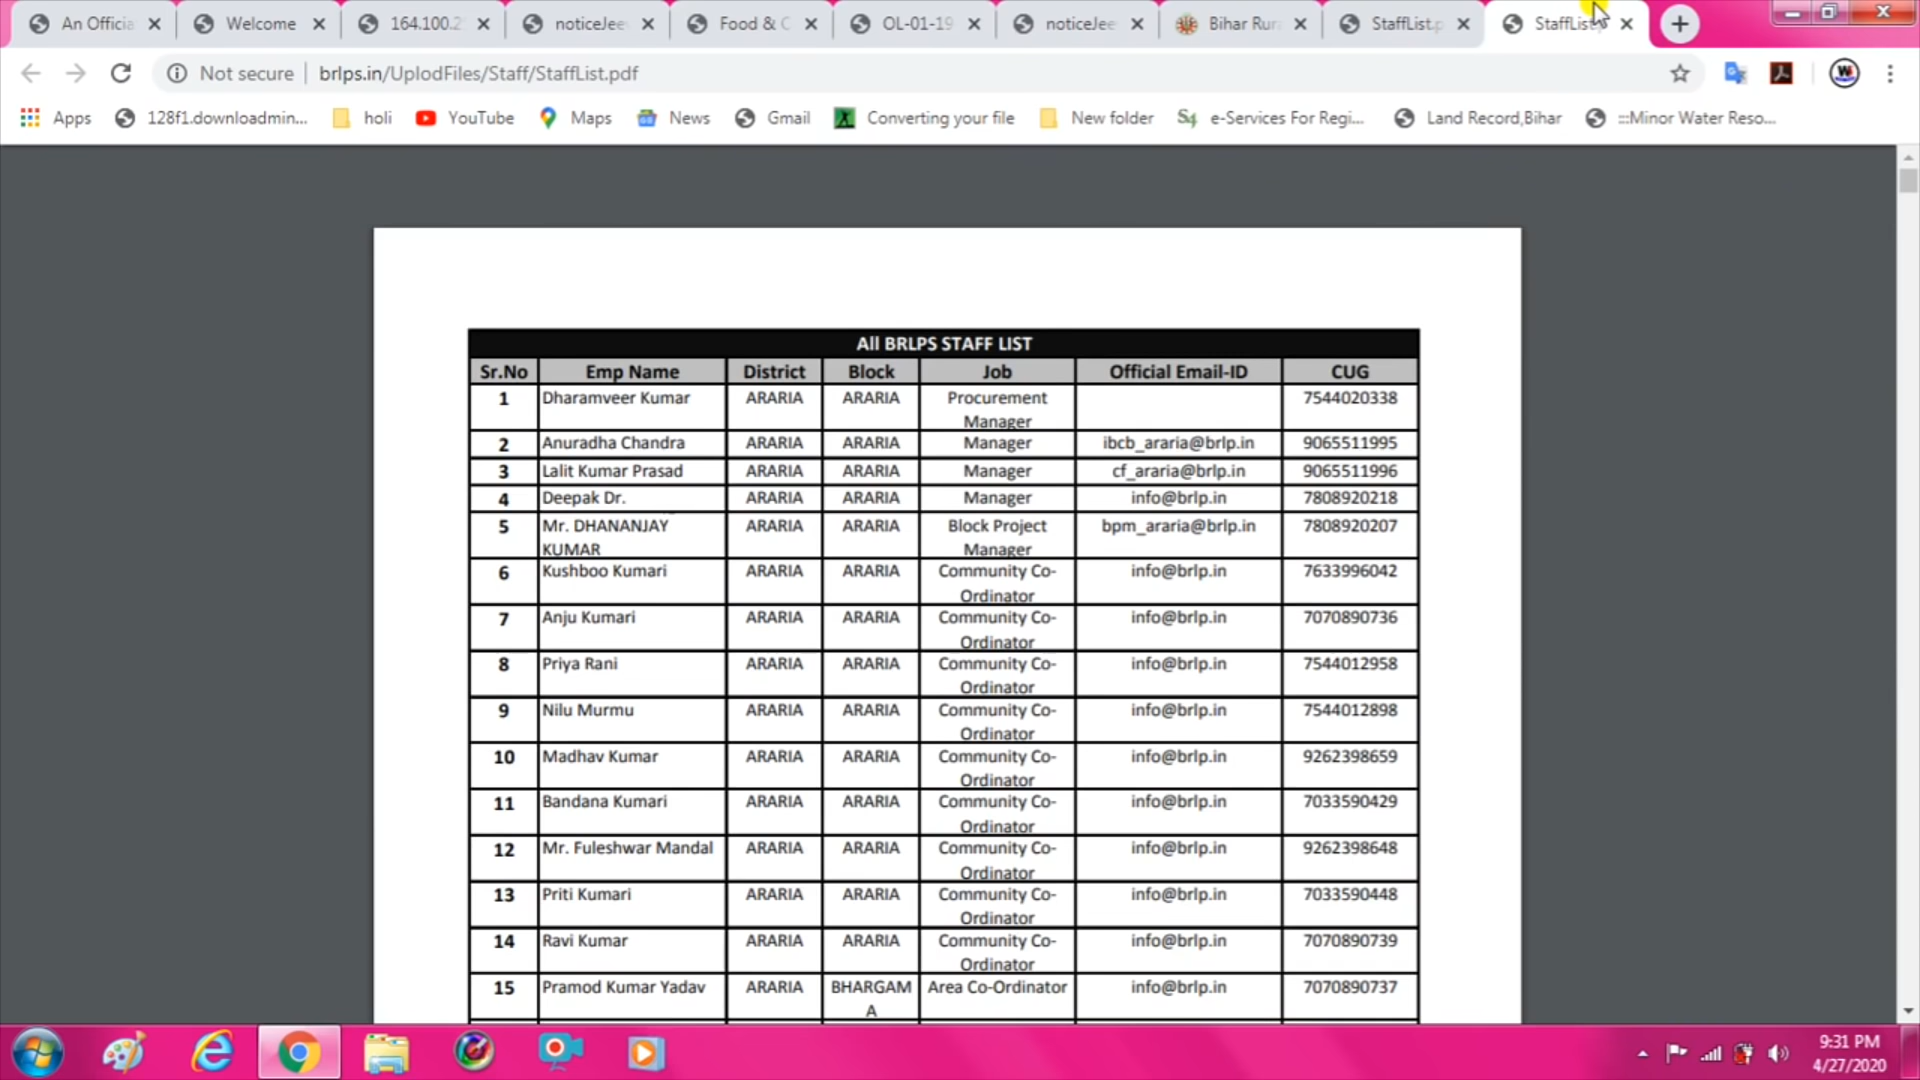 An Officia
Welcome
164.100.2
noticeJee
Food & C
OL-01-19
noticeJee
Bihar Rur
StaffList.p
StaffList
Not secure | brlps.in/UplodFiles/Staff/StaffList.pdf
Apps 128f1.downloadmin... holi YouTube Maps News Gmail Converting your file New folder e-Services For Regi... Land Record,Bihar :::Minor Water Reso...
All BRLPS STAFF LIST
Sr.No Emp Name District Block Job Official Email-ID CUG
1 Dharamveer Kumar ARARIA ARARIA Procurement 7544020338
Manager
2 Anuradha Chandra ARARIA ARARIA Manager ibcb_araria@brlp.in 9065511995
3 Lalit Kumar Prasad ARARIA ARARIA Manager cf_araria@brlp.in 9065511996
4 Deepak Dr. ARARIA ARARIA Manager info@brlp.in 7808920218
5 Mr. DHANANJAY ARARIA ARARIA Block Project bpm_araria@brlp.in 7808920207
KUMAR Manager
6 Kushboo Kumari ARARIA ARARIA Community Co- info@brlp.in 7633996042
Ordinator
7 Anju Kumari ARARIA ARARIA Community Co- info@brlp.in 7070890736
Ordinator
8 Priya Rani ARARIA ARARIA Community Co- info@brlp.in 7544012958
Ordinator
9 Nilu Murmu ARARIA ARARIA Community Co- info@brlp.in 7544012898
Ordinator
10 Madhav Kumar ARARIA ARARIA Community Co- info@brlp.in 9262398659
Ordinator
11 Bandana Kumari ARARIA ARARIA Community Co- info@brlp.in 7033590429
Ordinator
12 Mr. Fuleshwar Mandal ARARIA ARARIA Community Co- info@brlp.in 9262398648
Ordinator
13 Priti Kumari ARARIA ARARIA Community Co- info@brlp.in 7033590448
Ordinator
14 Ravi Kumar ARARIA ARARIA Community Co- info@brlp.in 7070890739
Ordinator
15 Pramod Kumar Yadav ARARIA BHARGAM Area Co-Ordinator info@brlp.in 7070890737
A
9:31 PM
4/27/2020